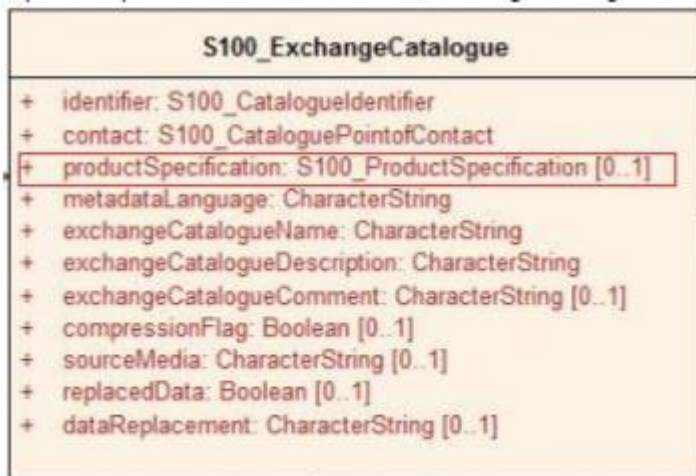 S100_ExchangeCatalogue
+ identifier: S100_CatalogueIdentifier
+ contact: S100_CataloguePointofContact
+ productSpecification: S100_ProductSpecification [0..1]
+ metadataLanguage: CharacterString
+ exchangeCatalogueName: CharacterString
+ exchangeCatalogueDescription: CharacterString
+ exchangeCatalogueComment: CharacterString [0..1]
+ compressionFlag: Boolean [0..1]
+ sourceMedia: CharacterString [0..1]
+ replacedData: Boolean [0..1]
+ dataReplacement: CharacterString [0..1]